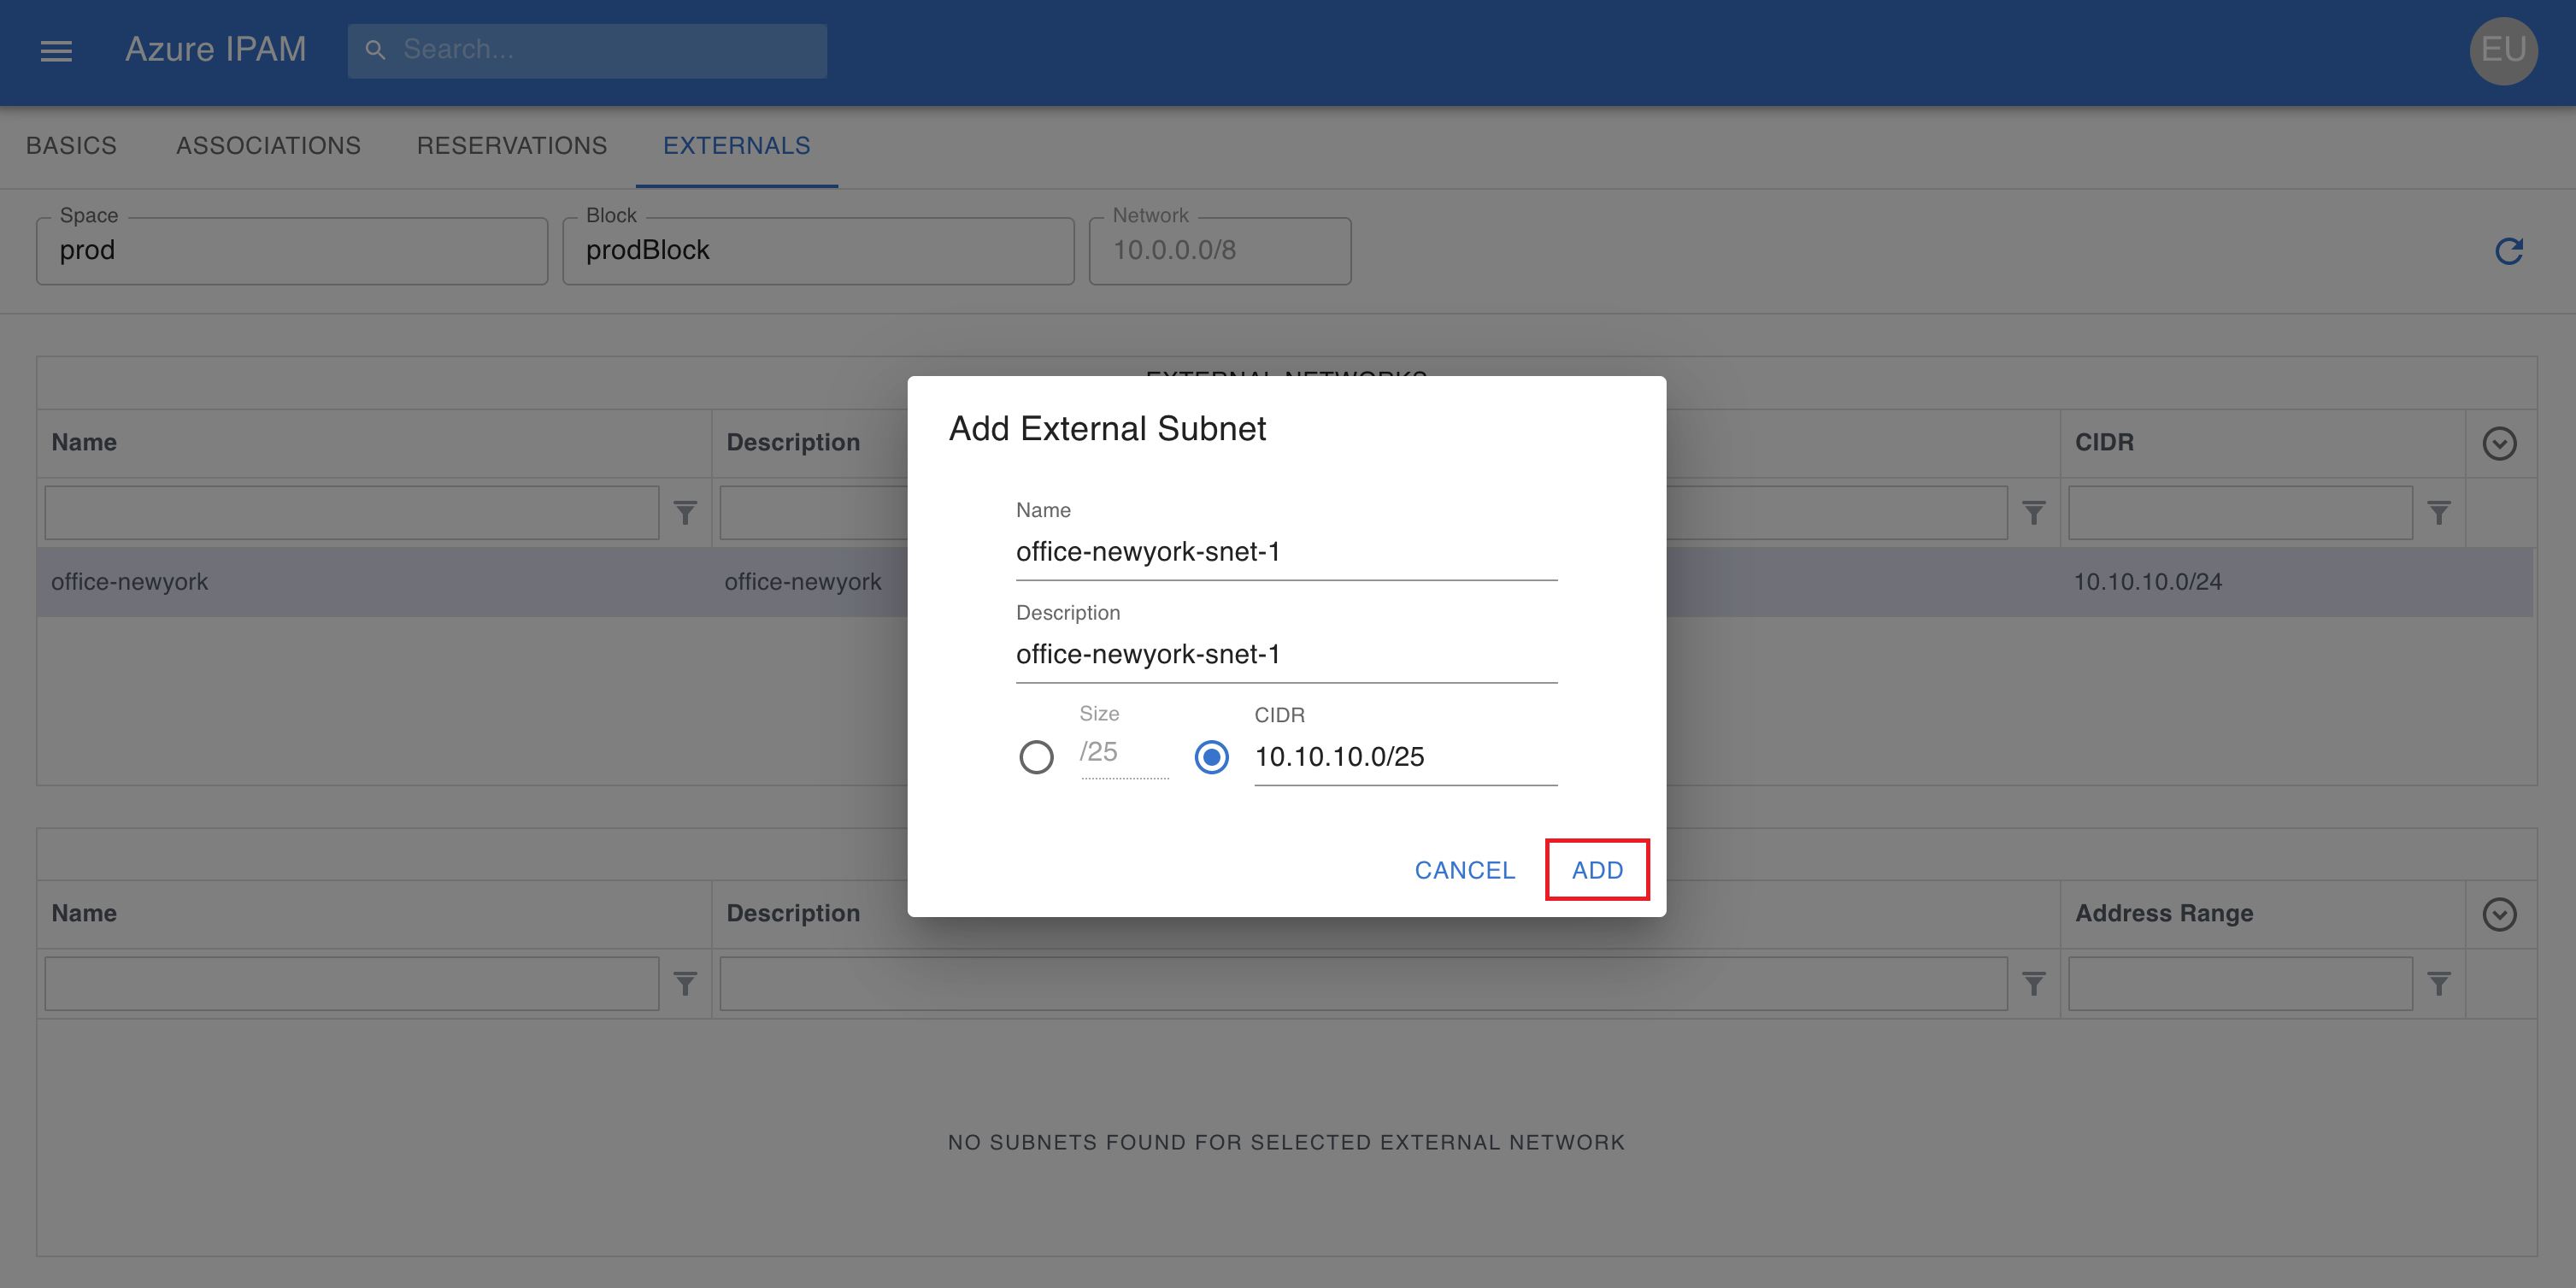 Azure IPAM
Search...
EU
BASICS ASSOCIATIONS RESERVATIONS EXTERNALS
Space
prod
Block
prodBlock
Network
10.0.0.0/8
EXTERNAL NETWORKS
Name Description CIDR
office-newyork office-newyork 10.10.10.0/24
Add External Subnet
Name
office-newyork-snet-1
Description
office-newyork-snet-1
Size
/25
CIDR
10.10.10.0/25
CANCEL ADD
Name Description Address Range
NO SUBNETS FOUND FOR SELECTED EXTERNAL NETWORK